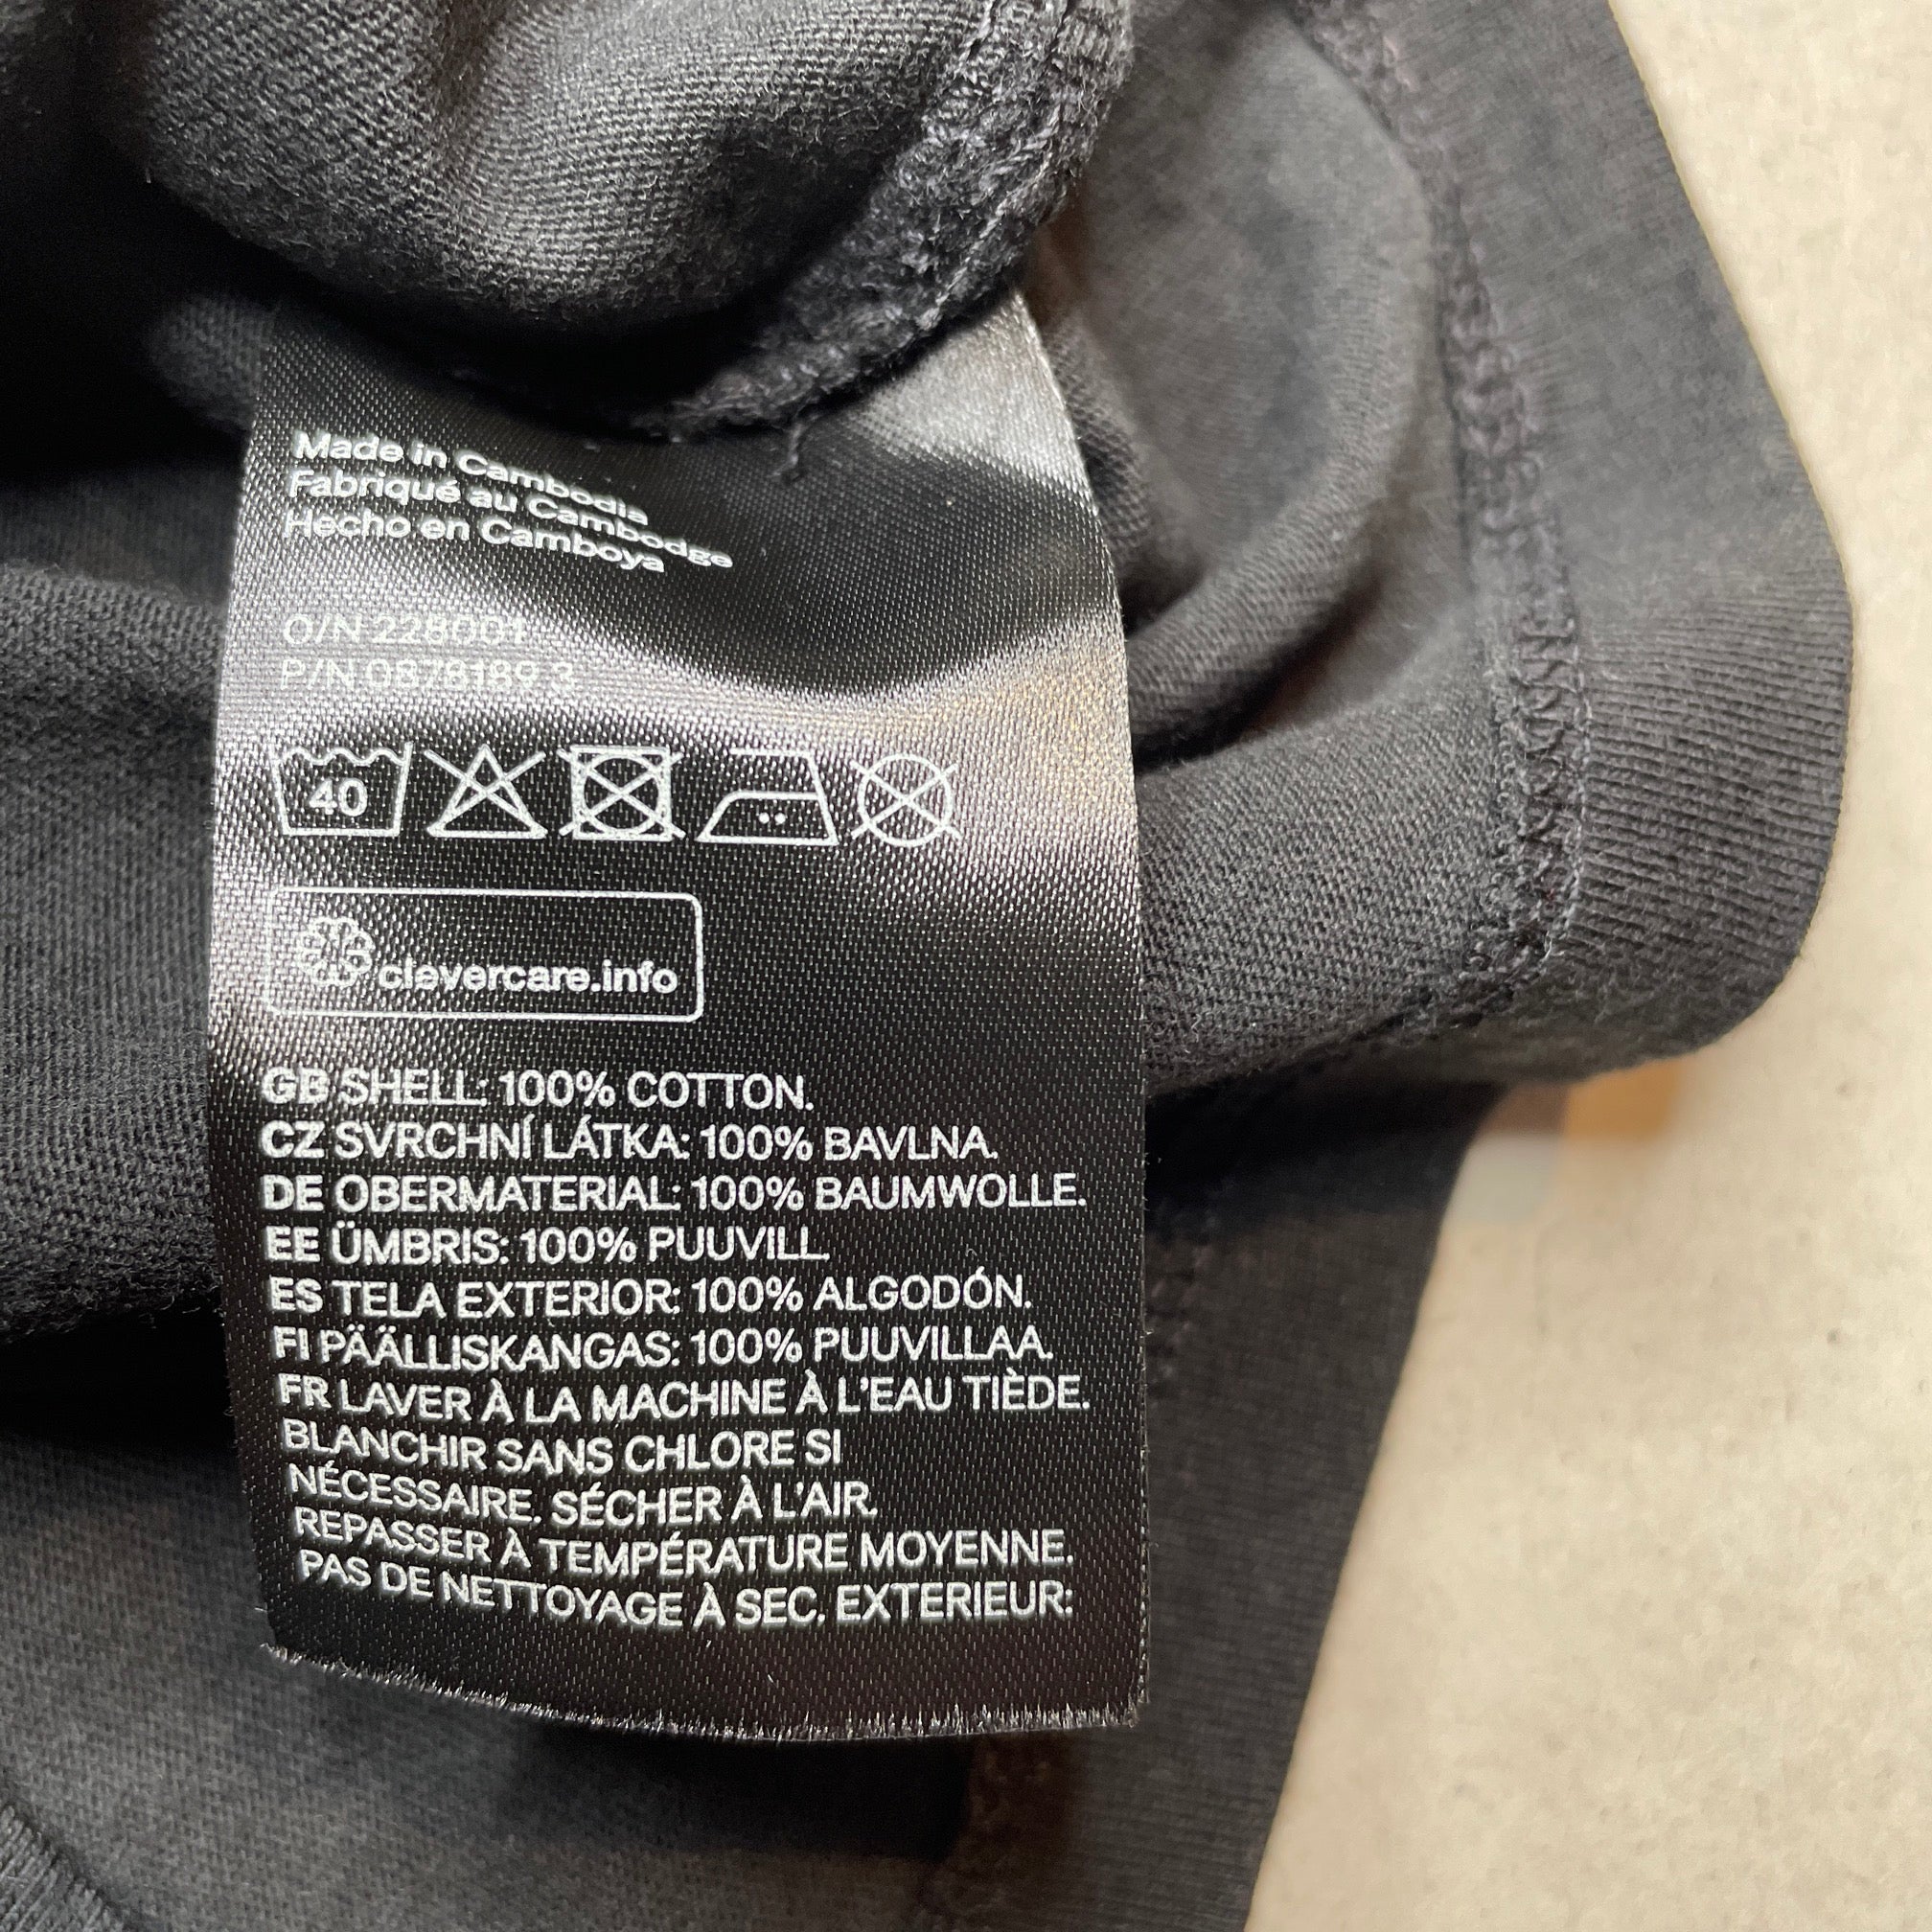 Made in Cambodia
Fabriqué au Cambodge
Hecho en Camboya
O/N 228001
P/N 0878189 3
40
clevercare.info
GB SHELL: 100% COTTON.
CZ SVRCHNÍ LÁTKA: 100% BAVLNA.
DE OBERMATERIAL: 100% BAUMWOLLE.
EE ÜMBRIS: 100% PUUVILL.
ES TELA EXTERIOR: 100% ALGODÓN.
FI PÄÄLLISKANGAS: 100% PUUVILLAA.
FR LAVER À LA MACHINE À L'EAU TIÈDE.
BLANCHIR SANS CHLORE SI
NÉCESSAIRE. SÉCHER À L'AIR.
REPASSER À TEMPÉRATURE MOYENNE.
PAS DE NETTOYAGE À SEC. EXTERIEUR: